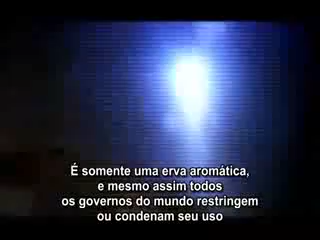 É somente uma erva aromática,
e mesmo assim todos
os governos do mundo restringem
ou condenam seu uso